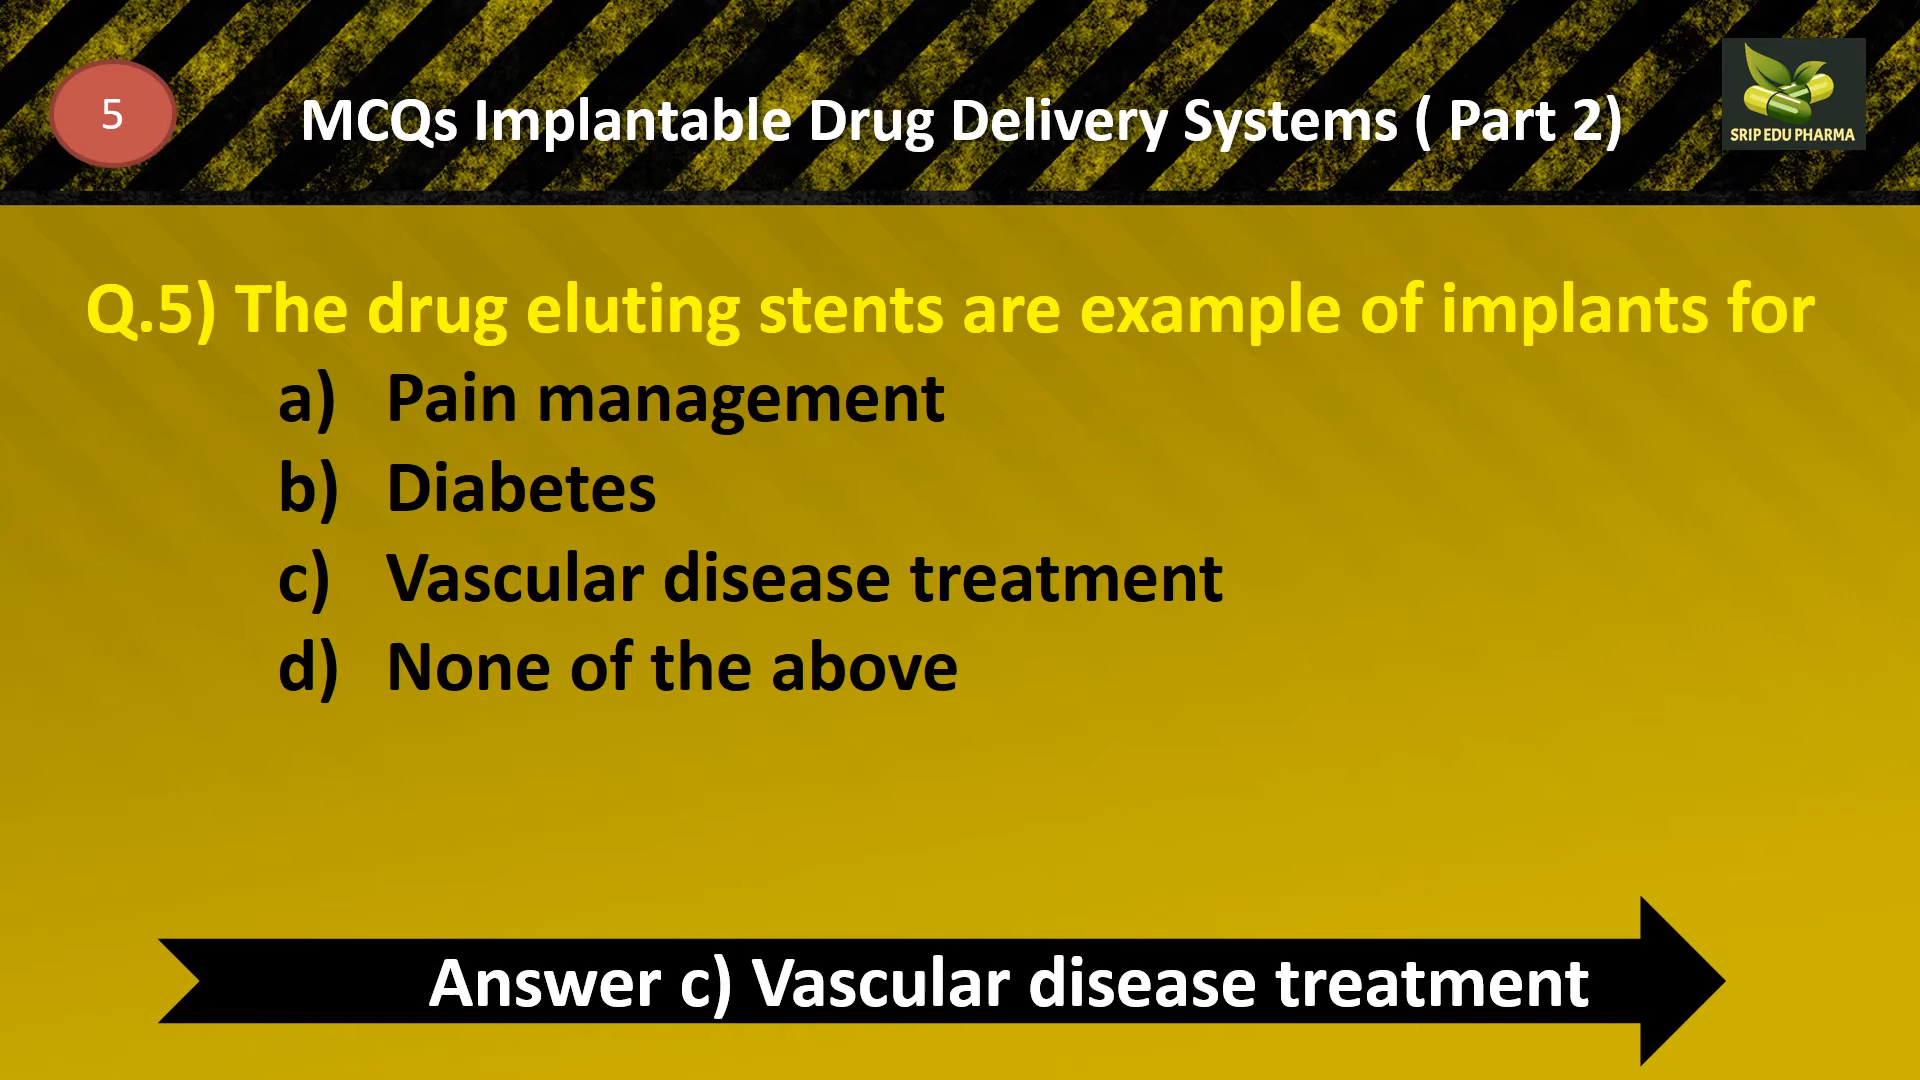 5
MCQs Implantable Drug Delivery Systems ( Part 2)
SRIP EDU PHARMA
Q.5) The drug eluting stents are example of implants for
a) Pain management
b) Diabetes
c) Vascular disease treatment
d) None of the above
Answer c) Vascular disease treatment